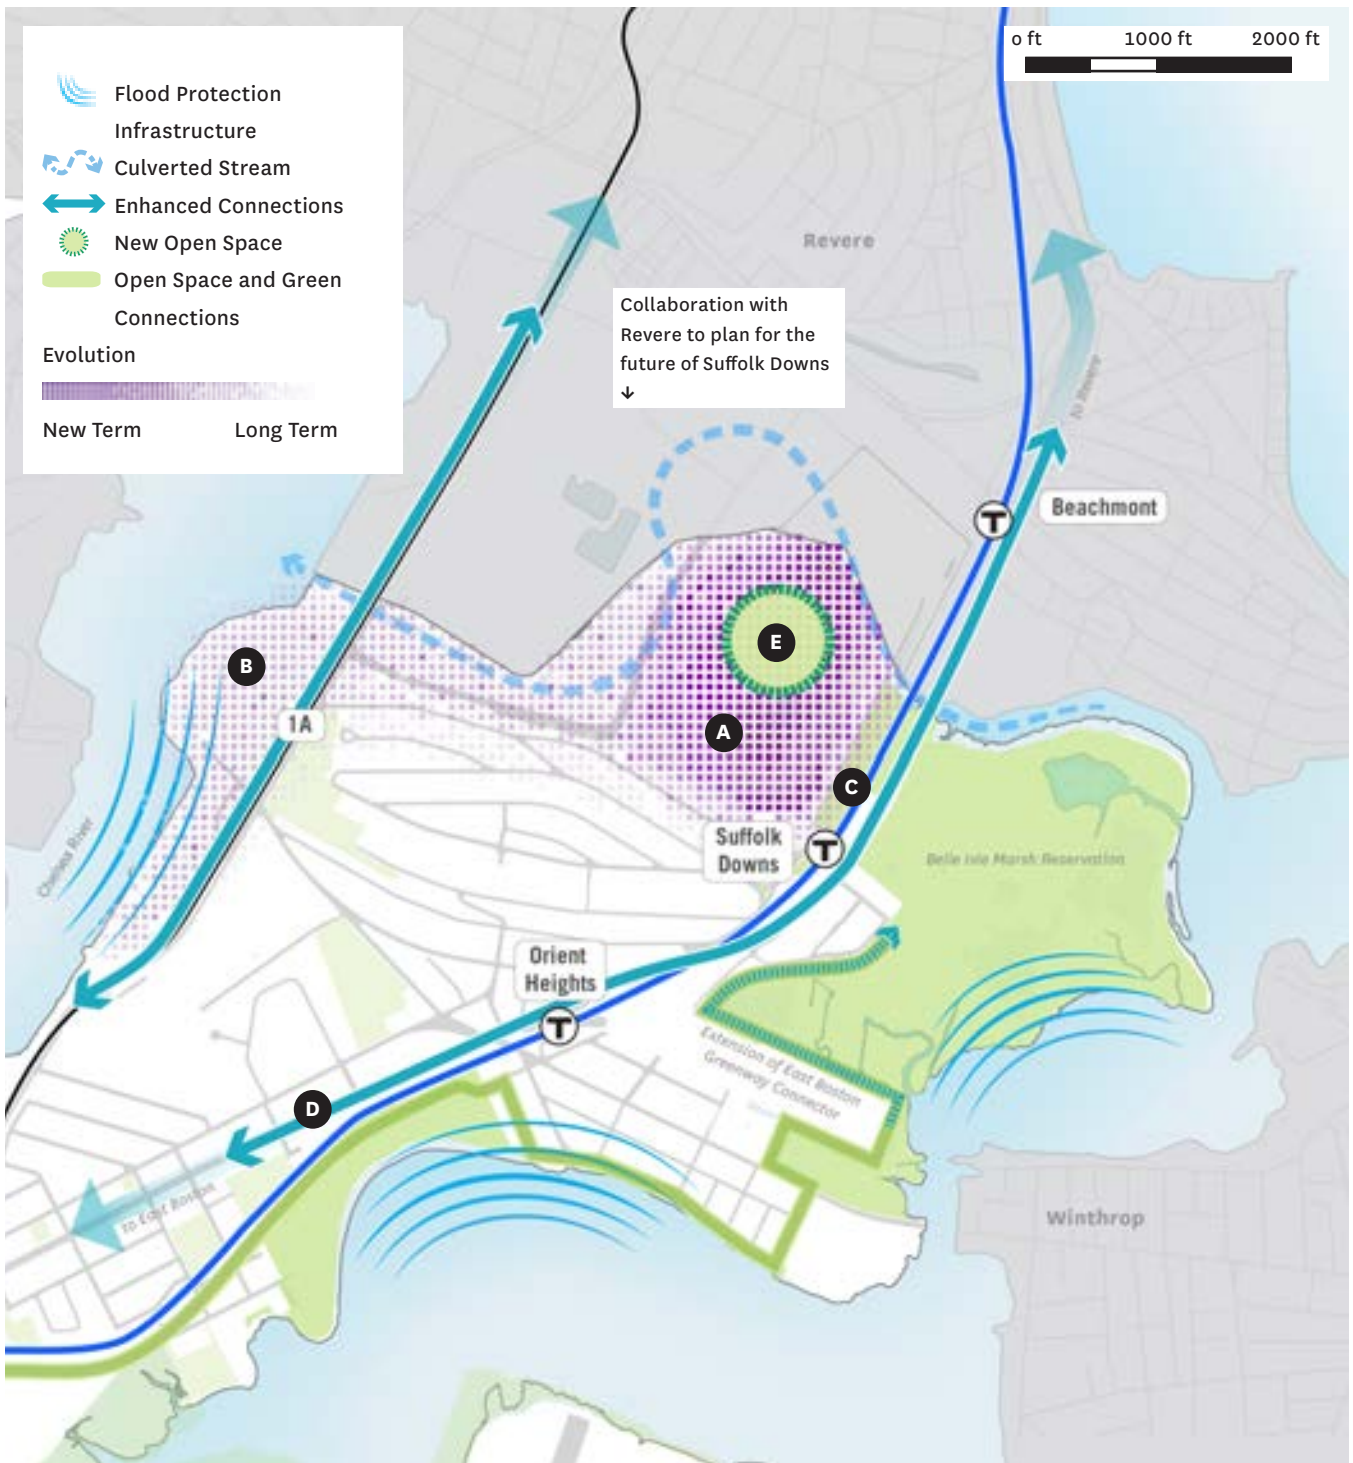 Flood Protection
Infrastructure
Culverted Stream
Enhanced Connections
New Open Space
Open Space and Green
Connections
Evolution
New Term Long Term
0 ft 1000 ft 2000 ft
Revere
Collaboration with
Revere to plan for the
future of Suffolk Downs
↓
To Revere
T
Beachmont
E
B
A
1A
C
Suffolk
Downs
T
Chelsea River
Belle Isle Marsh Reservation
Orient
Heights
T
Extension of East Boston
Greenway Connector
D
To East Boston
Winthrop